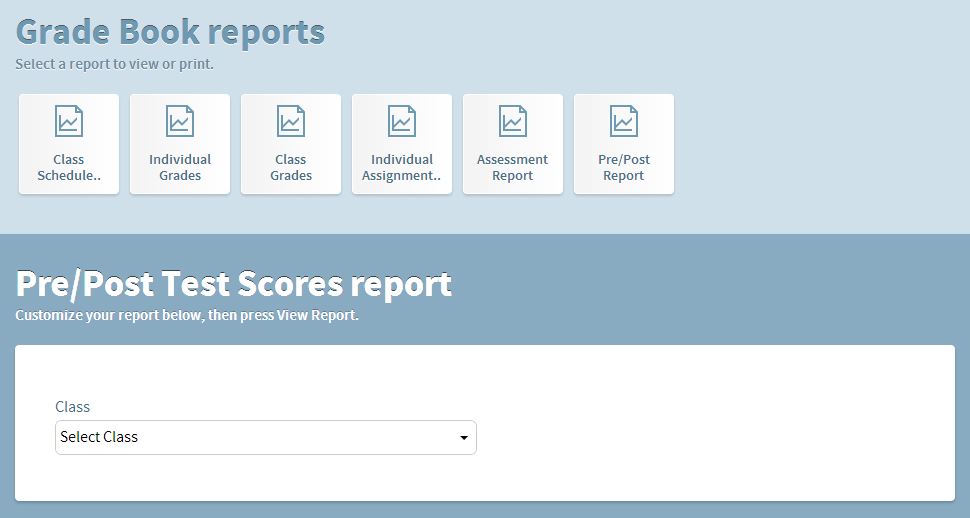 Grade Book reports
Select a report to view or print.
Class
Schedule..
Individual
Grades
Class
Grades
Individual
Assignment..
Assessment
Report
Pre/Post
Report
Pre/Post Test Scores report
Customize your report below, then press View Report.
Class
Select Class